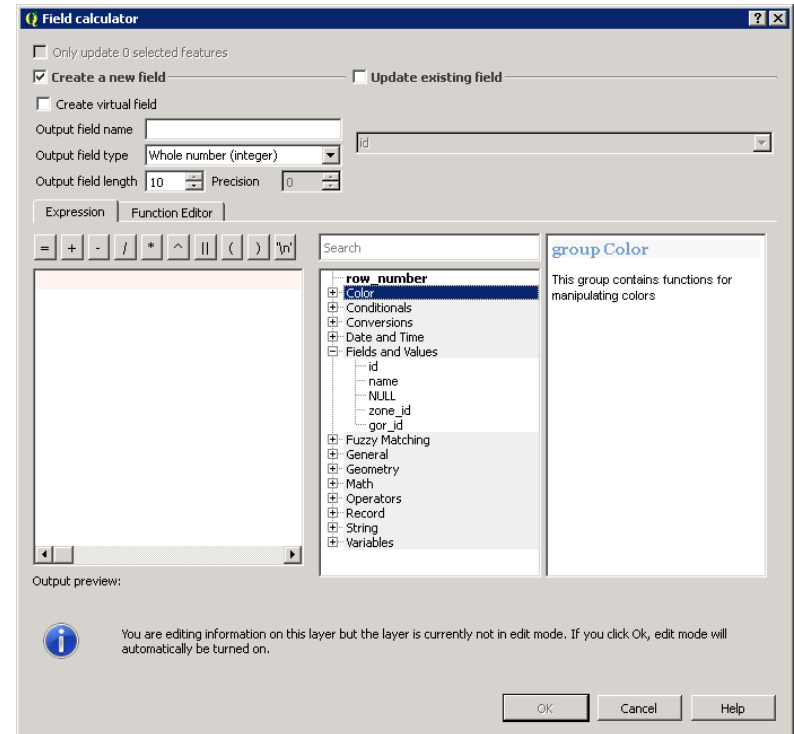 Field calculator
Only update 0 selected features
Create a new field
Update existing field
Create virtual field
Output field name
id
Output field type Whole number (integer)
Output field length 10 Precision 0
Expression Function Editor
= + - / * ^ || ( ) '\n'
Search
group Color
This group contains functions for
manipulating colors
row_number
Color
Conditionals
Conversions
Date and Time
Fields and Values
id
name
NULL
zone_id
gor_id
Fuzzy Matching
General
Geometry
Math
Operators
Record
String
Variables
Output preview:
You are editing information on this layer but the layer is currently not in edit mode. If you click Ok, edit mode will
automatically be turned on.
OK Cancel Help